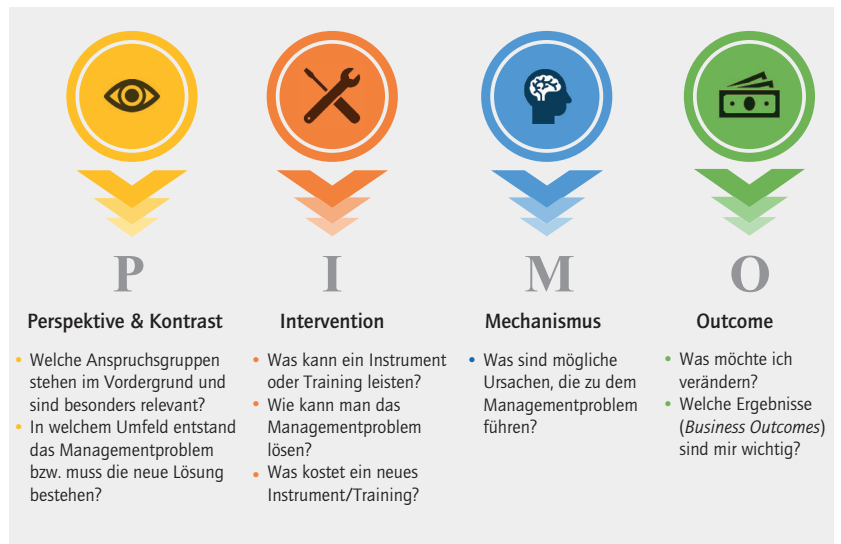 P
Perspektive & Kontrast
• Welche Anspruchsgruppen
stehen im Vordergrund und
sind besonders relevant?
• In welchem Umfeld entstand
das Managementproblem
bzw. muss die neue Lösung
bestehen?
I
Intervention
• Was kann ein Instrument
oder Training leisten?
• Wie kann man das
Managementproblem
lösen?
• Was kostet ein neues
Instrument/Training?
M
Mechanismus
• Was sind mögliche
Ursachen, die zu dem
Managementproblem
führen?
O
Outcome
• Was möchte ich
verändern?
• Welche Ergebnisse
(Business Outcomes)
sind mir wichtig?